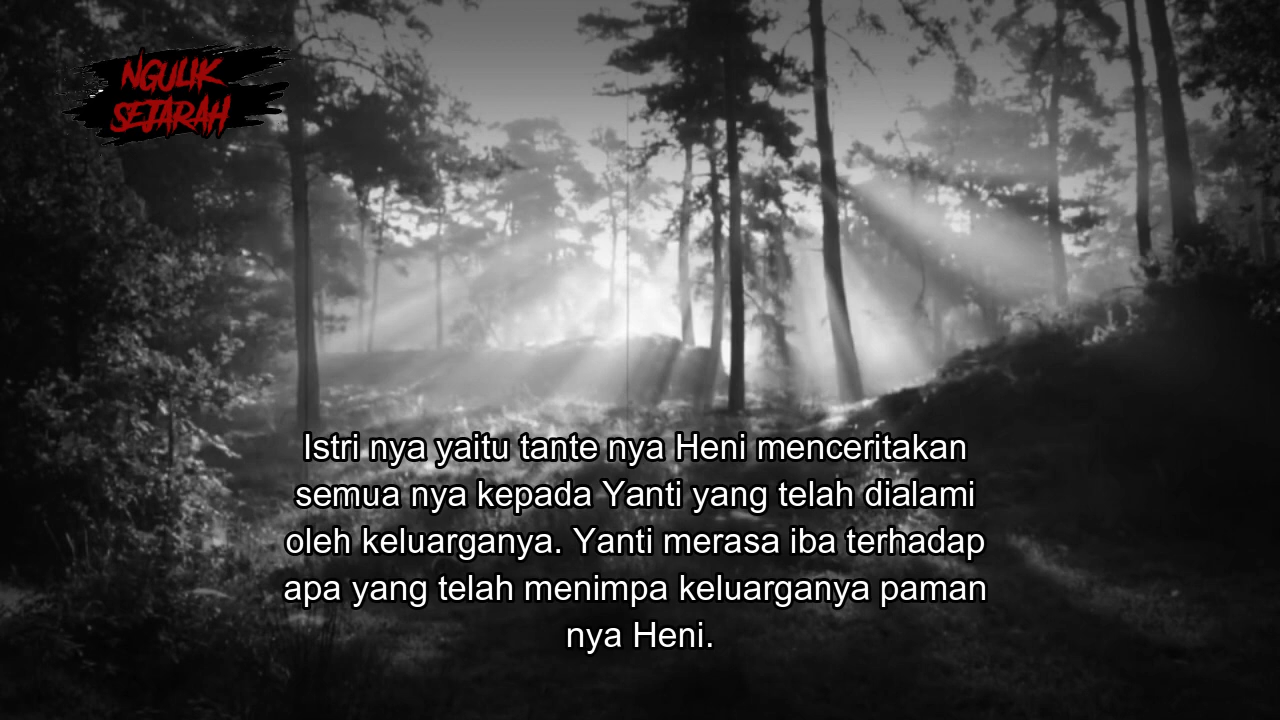 NGULIK
SEJARAH
Istri nya yaitu tante nya Heni menceritakan
semua nya kepada Yanti yang telah dialami
oleh keluarganya. Yanti merasa iba terhadap
apa yang telah menimpa keluarganya paman
nya Heni.